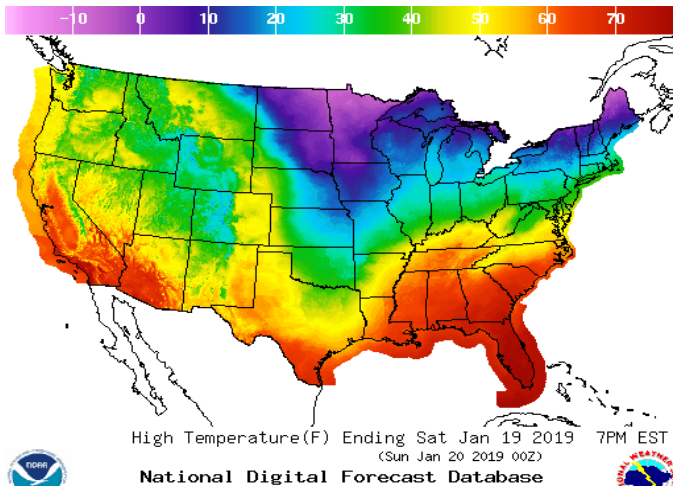 -10 0 10 20 30 40 50 60 70
High Temperature(F) Ending Sat Jan 19 2019 7PM EST
(Sun Jan 20 2019 00Z)
National Digital Forecast Database
NOAA